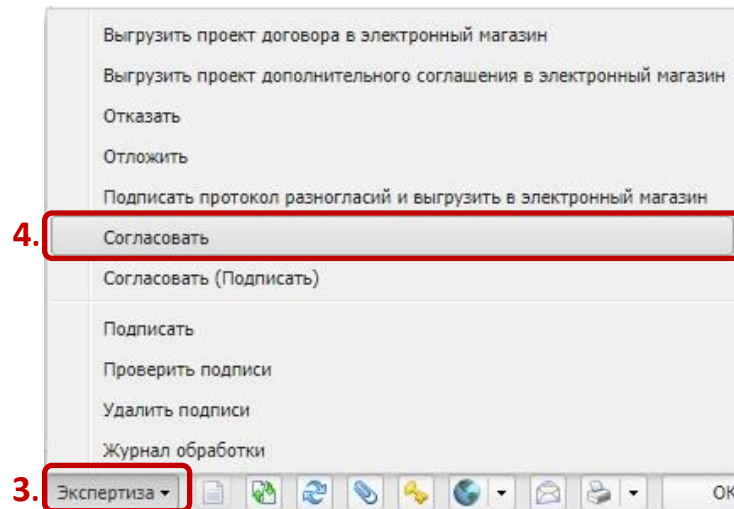 Выгрузить проект договора в электронный магазин
Выгрузить проект дополнительного соглашения в электронный магазин
Отказать
Отложить
Подписать протокол разногласий и выгрузить в электронный магазин
4. Согласовать
Согласовать (Подписать)
Подписать
Проверить подписи
Удалить подписи
Журнал обработки
3. Экспертиза ОК